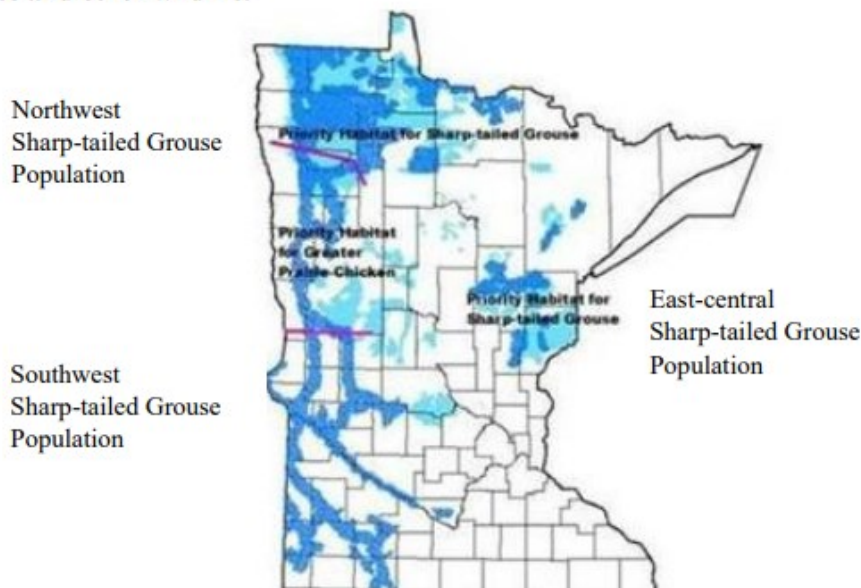 Northwest
Sharp-tailed Grouse
Population
Priority Habitat for Sharp-tailed Grouse
Priority Habitat
for Greater
Prairie Chicken
Priority Habitat for
Sharp-tailed Grouse
East-central
Sharp-tailed Grouse
Population
Southwest
Sharp-tailed Grouse
Population